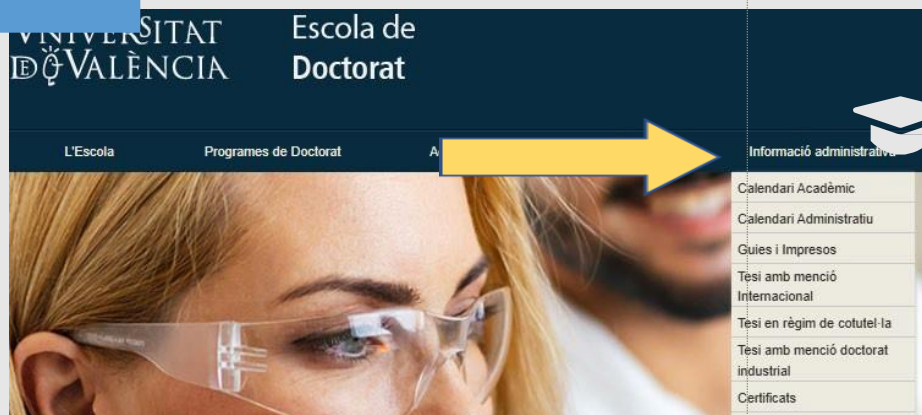 VNIVERSITAT
D VALÈNCIA
Escola de
Doctorat
L'Escola
Programes de Doctorat
Informació administrativa
Calendari Acadèmic
Calendari Administratiu
Guies i Impresos
Tesi amb menció
Internacional
Tesi en règim de cotutel·la
Tesi amb menció doctorat
industrial
Certificats